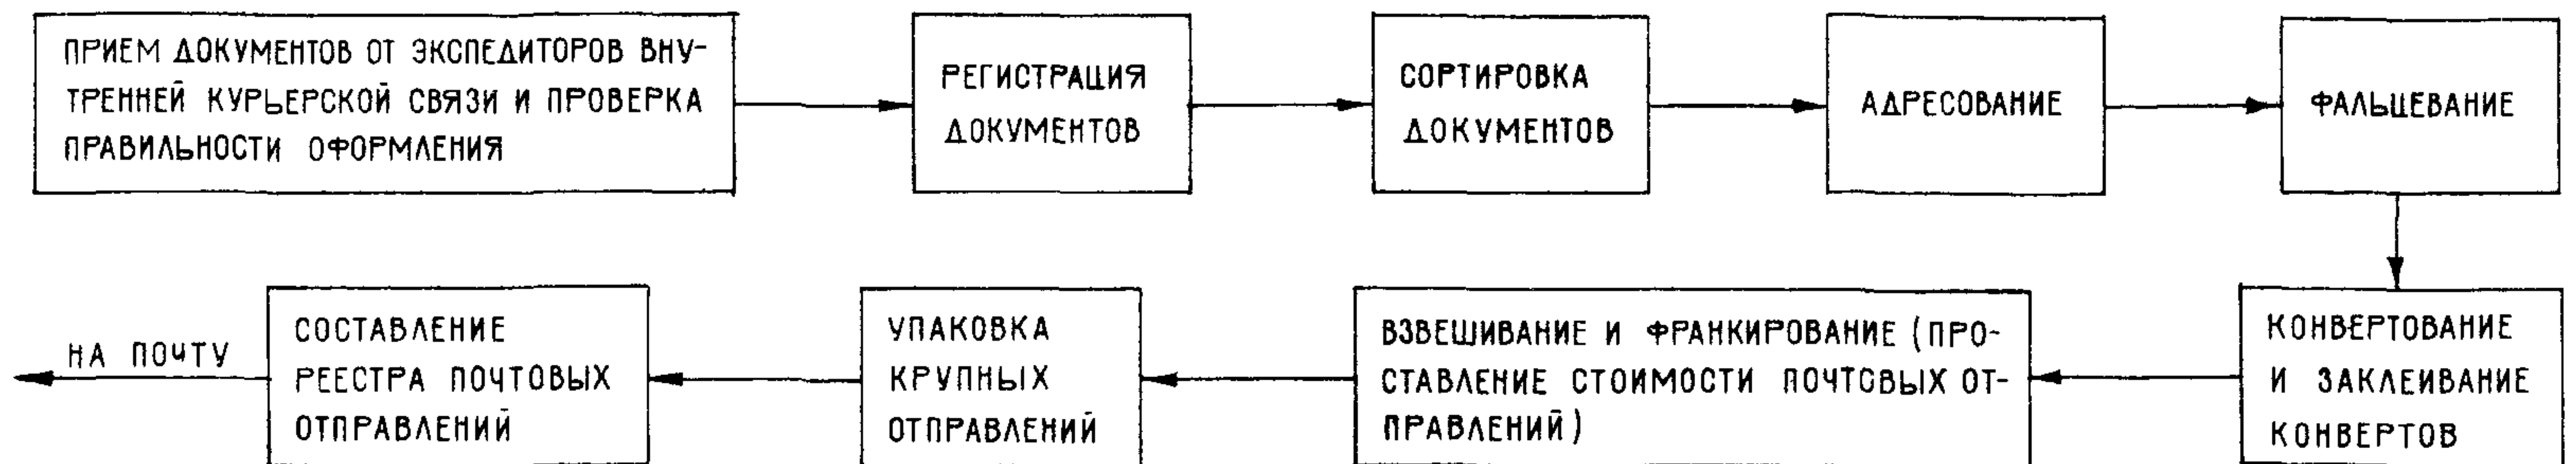 ПРИЕМ ДОКУМЕНТОВ ОТ ЭКСПЕДИТОРОВ ВНУ-
ТРЕННЕЙ КУРЬЕРСКОЙ СВЯЗИ И ПРОВЕРКА
ПРАВИЛЬНОСТИ ОФОРМЛЕНИЯ
РЕГИСТРАЦИЯ
ДОКУМЕНТОВ
СОРТИРОВКА
ДОКУМЕНТОВ
АДРЕСОВАНИЕ
ФАЛЬЦЕВАНИЕ
КОНВЕРТОВАНИЕ
И ЗАКЛЕИВАНИЕ
КОНВЕРТОВ
ВЗВЕШИВАНИЕ И ФРАНКИРОВАНИЕ (ПРО-
СТАВЛЕНИЕ СТОИМОСТИ ПОЧТОВЫХ ОТ-
ПРАВЛЕНИЙ)
УПАКОВКА
КРУПНЫХ
ОТПРАВЛЕНИЙ
СОСТАВЛЕНИЕ
РЕЕСТРА ПОЧТОВЫХ
ОТПРАВЛЕНИЙ
НА ПОЧТУ